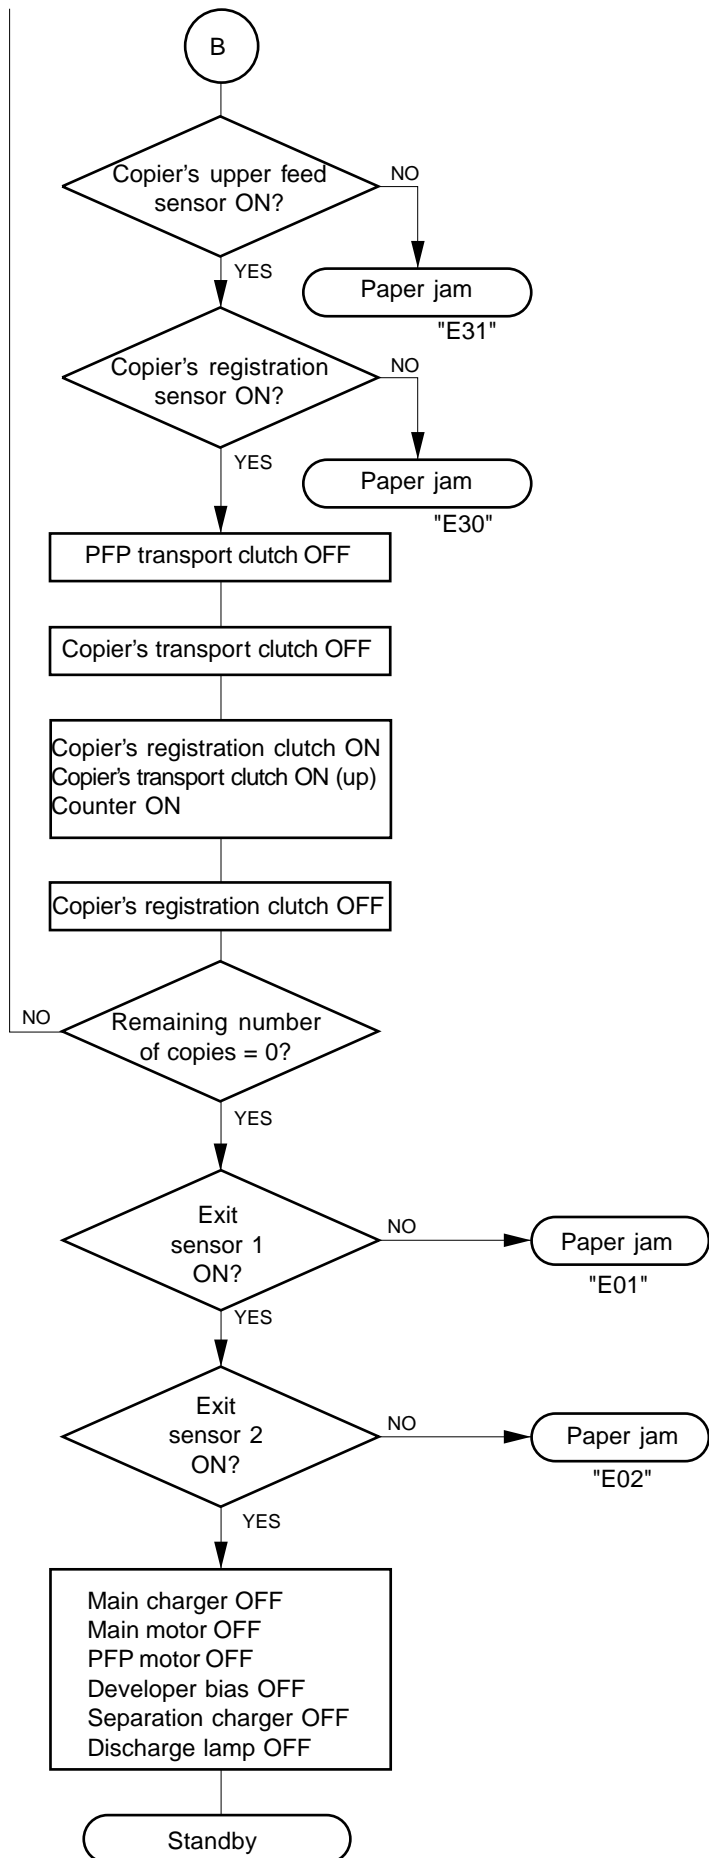 B
Copier's upper feed
sensor ON?
NO
YES
Paper jam
"E31"
Copier's registration
sensor ON?
NO
YES
Paper jam
"E30"
PFP transport clutch OFF
Copier's transport clutch OFF
Copier's registration clutch ON
Copier's transport clutch ON (up)
Counter ON
Copier's registration clutch OFF
NO
Remaining number
of copies = 0?
YES
Exit
sensor 1
ON?
NO
Paper jam
"E01"
YES
Exit
sensor 2
ON?
NO
Paper jam
"E02"
YES
Main charger OFF
Main motor OFF
PFP motor OFF
Developer bias OFF
Separation charger OFF
Discharge lamp OFF
Standby